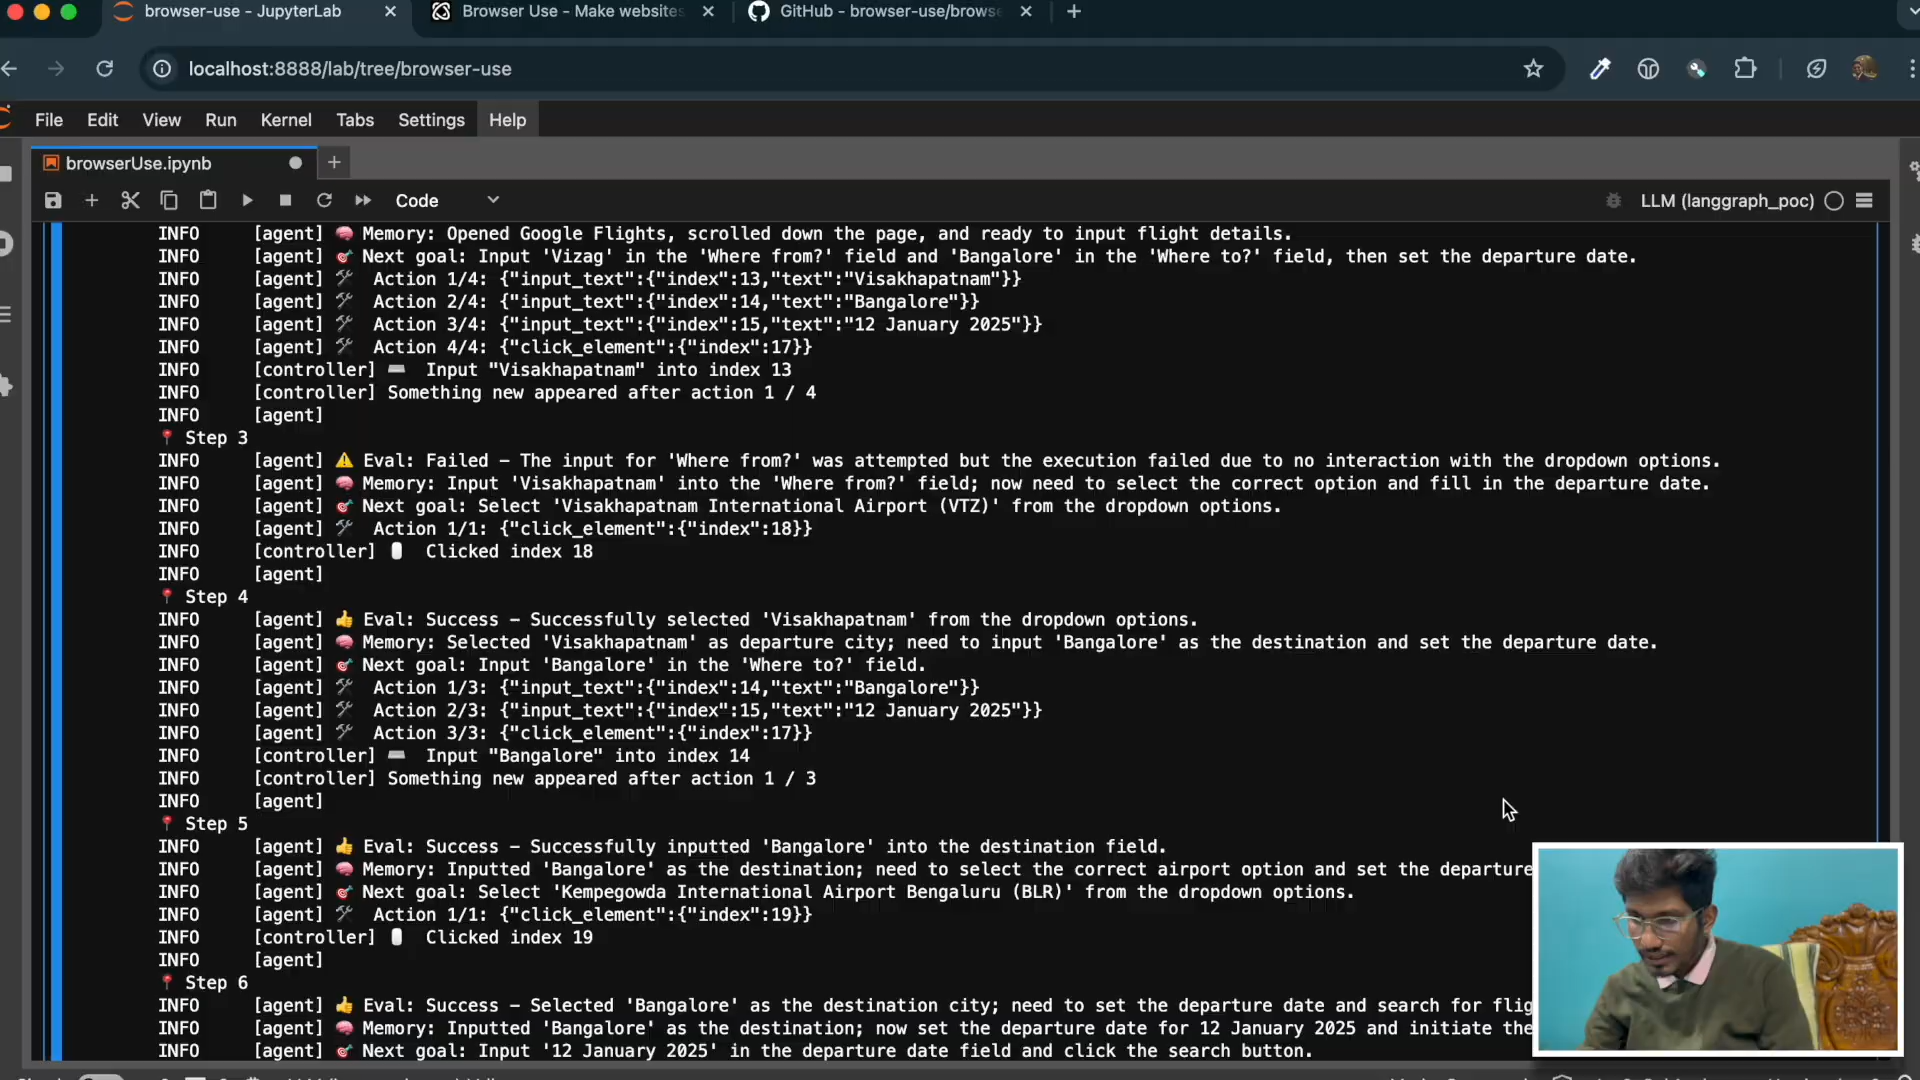 browser-use - JupyterLab
Browser Use - Make websites
GitHub - browser-use/brows
localhost:8888/lab/tree/browser-use
File Edit View Run Kernel Tabs Settings Help
browserUse.ipynb
Code
LLM (langgraph_poc)
INFO [agent] 🧠 Memory: Opened Google Flights, scrolled down the page, and ready to input flight details.
INFO [agent] 🎯 Next goal: Input 'Vizag' in the 'Where from?' field and 'Bangalore' in the 'Where to?' field, then set the departure date.
INFO [agent] 🛠 Action 1/4: {"input_text":{"index":13,"text":"Visakhapatnam"}}
INFO [agent] 🛠 Action 2/4: {"input_text":{"index":14,"text":"Bangalore"}}
INFO [agent] 🛠 Action 3/4: {"input_text":{"index":15,"text":"12 January 2025"}}
INFO [agent] 🛠 Action 4/4: {"click_element":{"index":17}}
INFO [controller] ⌨ Input "Visakhapatnam" into index 13
INFO [controller] Something new appeared after action 1 / 4
INFO [agent]
📍 Step 3
INFO [agent] ⚠ Eval: Failed – The input for 'Where from?' was attempted but the execution failed due to no interaction with the dropdown options.
INFO [agent] 🧠 Memory: Input 'Visakhapatnam' into the 'Where from?' field; now need to select the correct option and fill in the departure date.
INFO [agent] 🎯 Next goal: Select 'Visakhapatnam International Airport (VTZ)' from the dropdown options.
INFO [agent] 🛠 Action 1/1: {"click_element":{"index":18}}
INFO [controller] 🖱 Clicked index 18
INFO [agent]
📍 Step 4
INFO [agent] 👍 Eval: Success – Successfully selected 'Visakhapatnam' from the dropdown options.
INFO [agent] 🧠 Memory: Selected 'Visakhapatnam' as departure city; need to input 'Bangalore' as the destination and set the departure date.
INFO [agent] 🎯 Next goal: Input 'Bangalore' in the 'Where to?' field.
INFO [agent] 🛠 Action 1/3: {"input_text":{"index":14,"text":"Bangalore"}}
INFO [agent] 🛠 Action 2/3: {"input_text":{"index":15,"text":"12 January 2025"}}
INFO [agent] 🛠 Action 3/3: {"click_element":{"index":17}}
INFO [controller] ⌨ Input "Bangalore" into index 14
INFO [controller] Something new appeared after action 1 / 3
INFO [agent]
📍 Step 5
INFO [agent] 👍 Eval: Success – Successfully inputted 'Bangalore' into the destination field.
INFO [agent] 🧠 Memory: Inputted 'Bangalore' as the destination; need to select the correct airport option and set the departure
INFO [agent] 🎯 Next goal: Select 'Kempegowda International Airport Bengaluru (BLR)' from the dropdown options.
INFO [agent] 🛠 Action 1/1: {"click_element":{"index":19}}
INFO [controller] 🖱 Clicked index 19
INFO [agent]
📍 Step 6
INFO [agent] 👍 Eval: Success – Selected 'Bangalore' as the destination city; need to set the departure date and search for flig
INFO [agent] 🧠 Memory: Inputted 'Bangalore' as the destination; now set the departure date for 12 January 2025 and initiate the
INFO [agent] 🎯 Next goal: Input '12 January 2025' in the departure date field and click the search button.